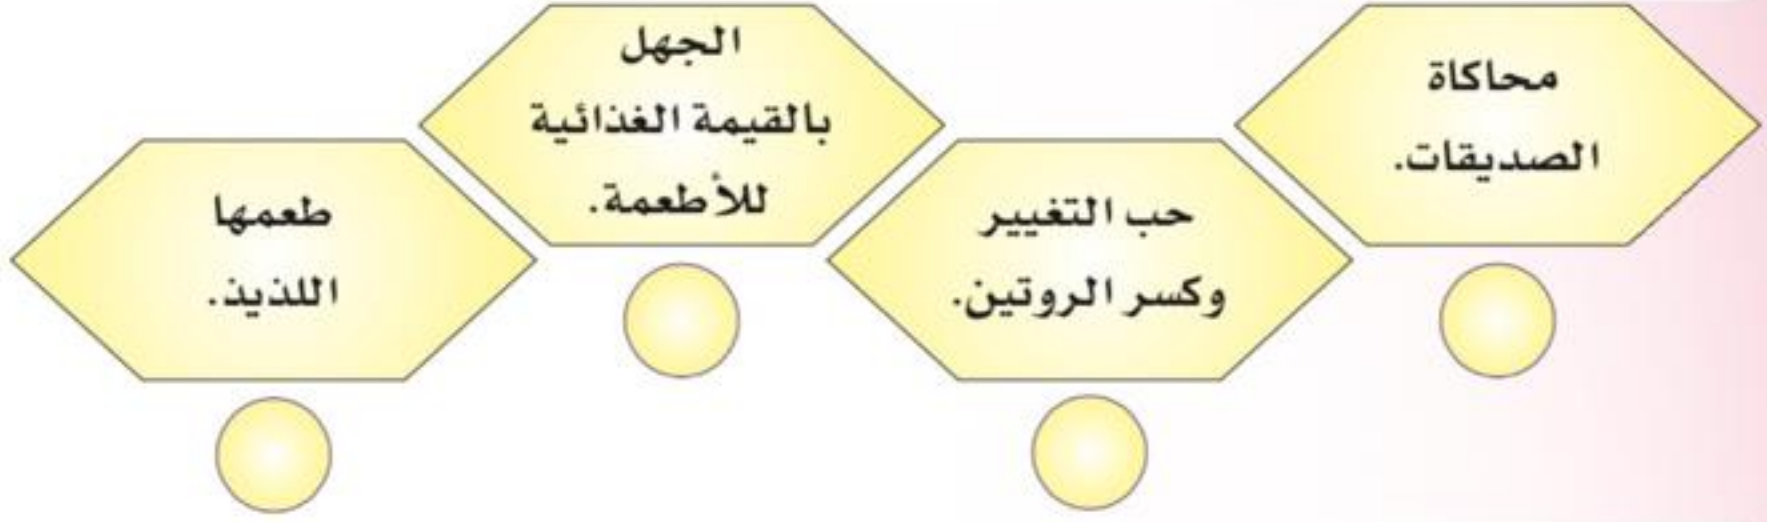 محاكاة
الصديقات.
حب التغيير
وكسر الروتين.
الجهل
بالقيمة الغذائية
للأطعمة.
طعمها
اللذيذ.